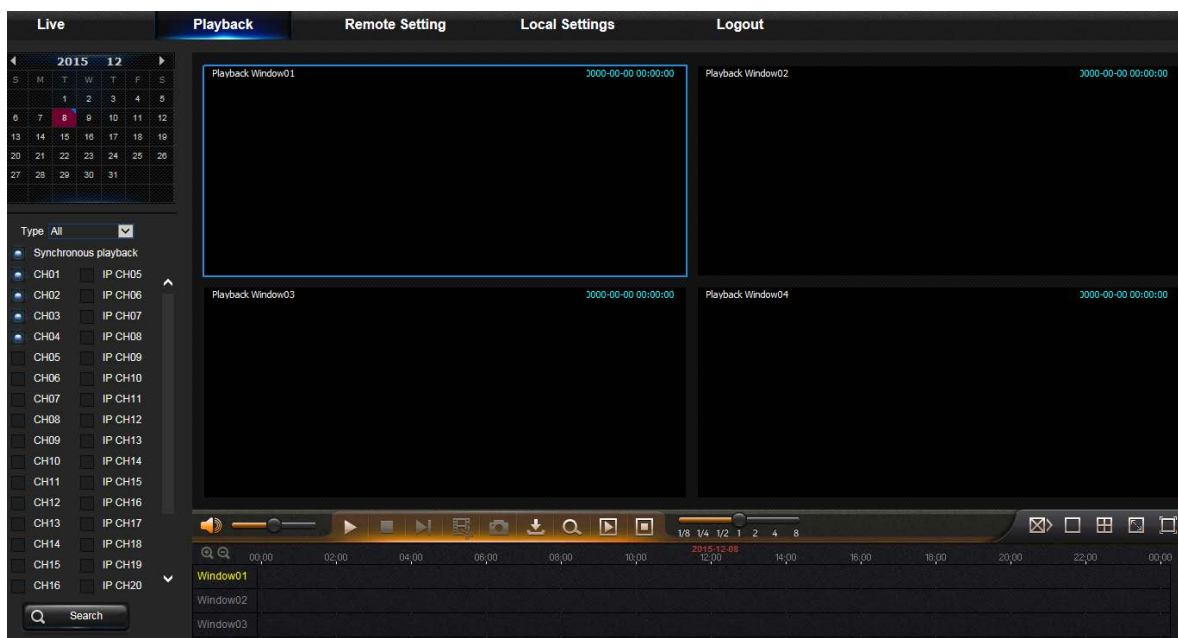 Live Playback Remote Setting Local Settings Logout
2015 12
S M T W T F S
1 2 3 4 5
6 7 8 9 10 11 12
13 14 15 16 17 18 19
20 21 22 23 24 25 26
27 28 29 30 31
Type All
Synchronous playback
CH01 IP CH05
CH02 IP CH06
CH03 IP CH07
CH04 IP CH08
CH05 IP CH09
CH06 IP CH10
CH07 IP CH11
CH08 IP CH12
CH09 IP CH13
CH10 IP CH14
CH11 IP CH15
CH12 IP CH16
CH13 IP CH17
CH14 IP CH18
CH15 IP CH19
CH16 IP CH20
Search
Playback Window01 0000-00-00 00:00:00
Playback Window02 0000-00-00 00:00:00
Playback Window03 0000-00-00 00:00:00
Playback Window04 0000-00-00 00:00:00
1/8 1/4 1/2 1 2 4 8
2015-12-08
00:00 02:00 04:00 06:00 08:00 10:00 12:00 14:00 16:00 18:00 20:00 22:00 00:00
Window01
Window02
Window03